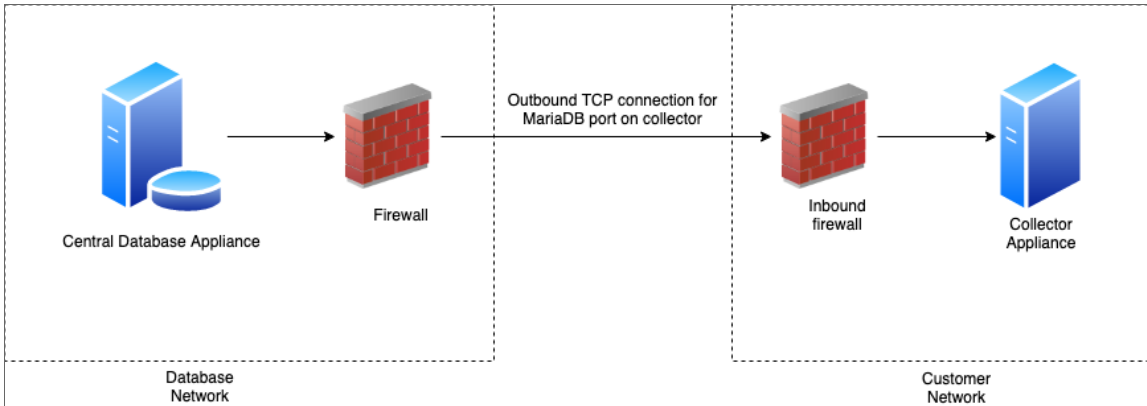 Outbound TCP connection for
MariaDB port on collector
Central Database Appliance
Firewall
Inbound
firewall
Collector
Appliance
Database
Network
Customer
Network